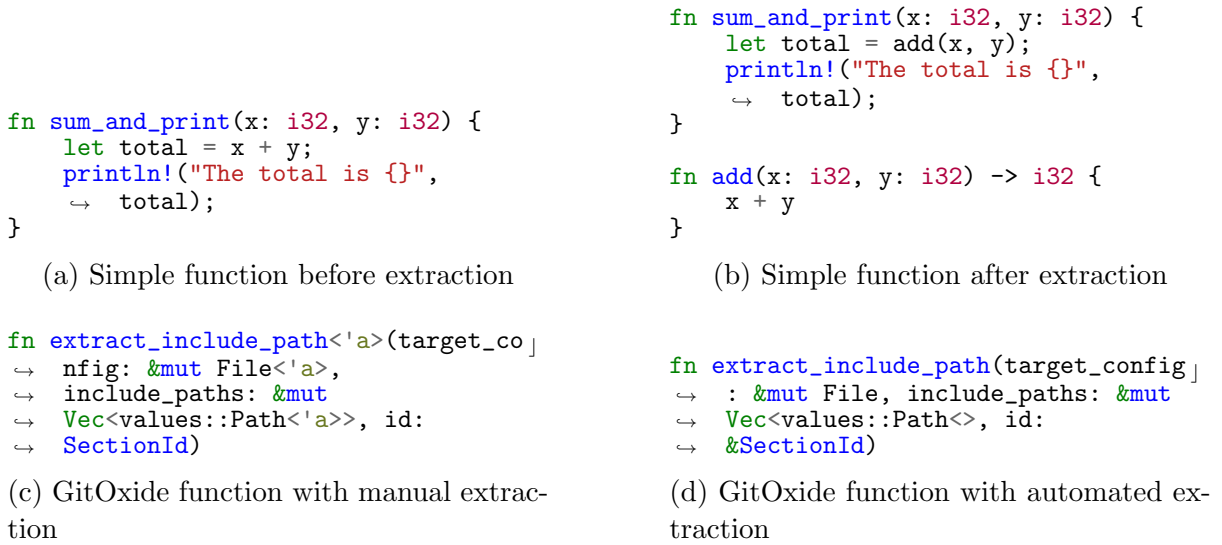 fn sum_and_print(x: i32, y: i32) {
    let total = x + y;
    println!("The total is {}",
    ↪  total);
}
(a) Simple function before extraction
fn sum_and_print(x: i32, y: i32) {
    let total = add(x, y);
    println!("The total is {}",
    ↪  total);
}
fn add(x: i32, y: i32) -> i32 {
    x + y
}
(b) Simple function after extraction
fn extract_include_path<'a>(target_co⌋
↪  nfig: &mut File<'a>,
↪  include_paths: &mut
↪  Vec<values::Path<'a>>, id:
↪  SectionId)
(c) GitOxide function with manual extrac-
tion
fn extract_include_path(target_config⌋
↪  : &mut File, include_paths: &mut
↪  Vec<values::Path<>, id:
↪  &SectionId)
(d) GitOxide function with automated ex-
traction